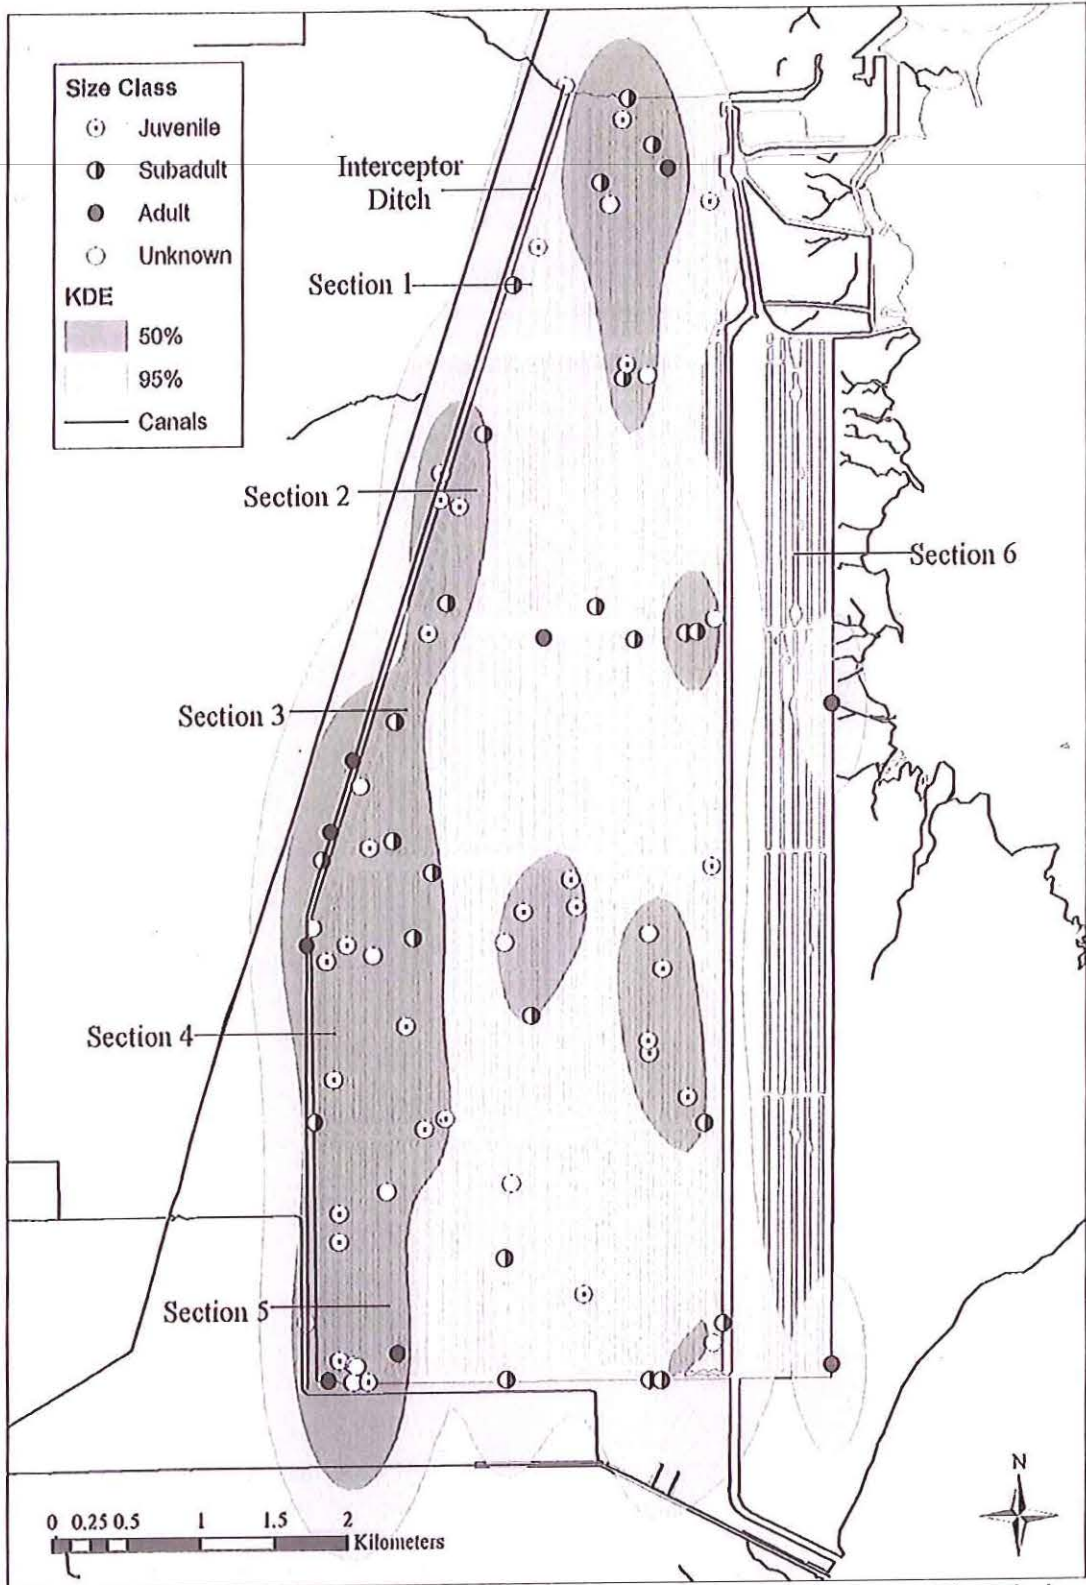 Size Class
Juvenile
Subadult
Adult
Unknown
KDE
50%
95%
Canals
Interceptor
Ditch
Section 1
Section 2
Section 6
Section 3
Section 4
Section 5
N
0 0.25 0.5 1 1.5 2
Kilometers